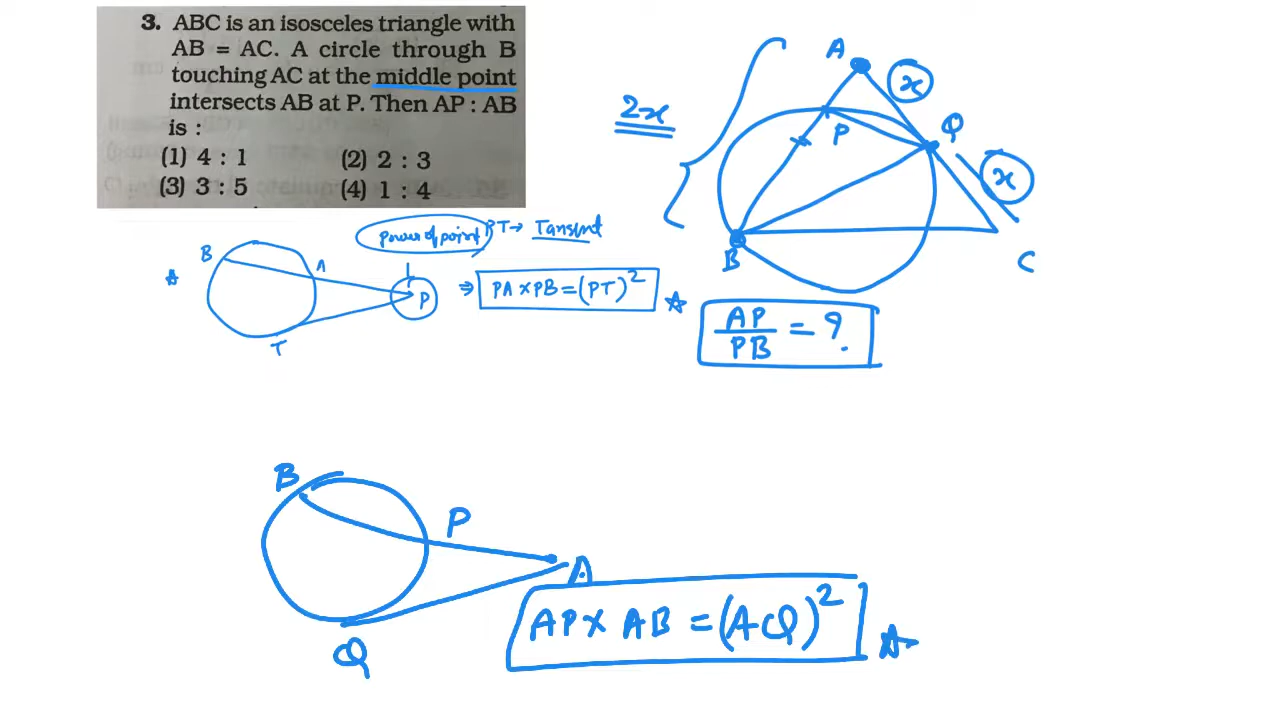 3. ABC is an isosceles triangle with
AB = AC. A circle through B
touching AC at the middle point
intersects AB at P. Then AP : AB
is :
(1) 4 : 1 (2) 2 : 3
(3) 3 : 5 (4) 1 : 4
A
x
2x
P
Q
x
B
C
Power of point PT → Tangent
B
A
P
T
⇒ PA × PB = (PT)²
AP/PB = ?
B
P
A
Q
AP × AB = (AQ)²